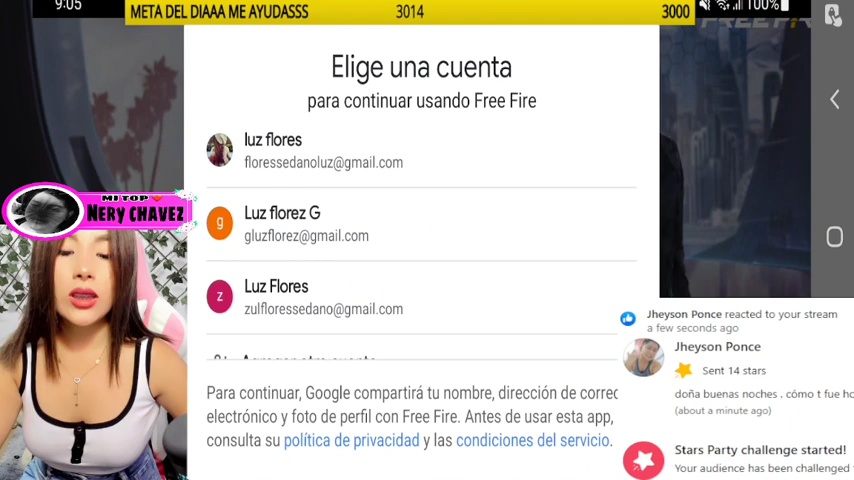 9:05
META DEL DIAAA ME AYUDASSS 3014 3000
100%
FREE FIRE
Elige una cuenta
para continuar usando Free Fire
luz flores
floressedanoluz@gmail.com
MI TOP
NERY CHAVEZ
g
Luz florez G
gluzflorez@gmail.com
z
Luz Flores
zulfloressedano@gmail.com
Agregar otra cuenta
Para continuar, Google compartirá tu nombre, dirección de correo
electrónico y foto de perfil con Free Fire. Antes de usar esta app,
consulta su política de privacidad y las condiciones del servicio.
Jheyson Ponce reacted to your stream
a few seconds ago
Jheyson Ponce
Sent 14 stars
doña buenas noches . cómo t fue
(about a minute ago)
Stars Party challenge started!
Your audience has been challenged